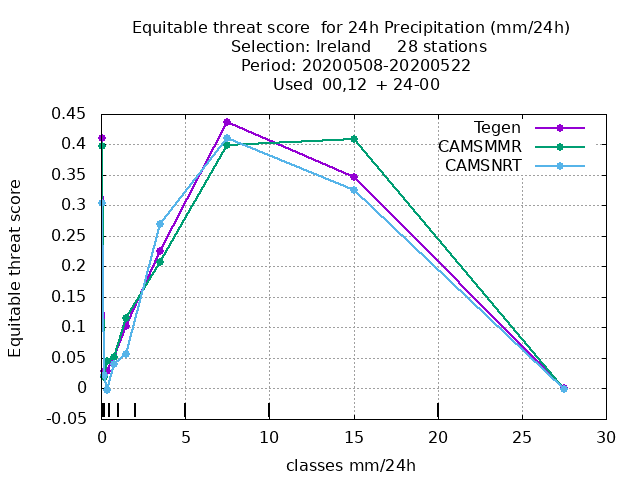 Equitable threat score  for 24h Precipitation (mm/24h)
Selection: Ireland     28 stations
Period: 20200508-20200522
Used  00,12  + 24-00
0.45
0.4
0.35
0.3
0.25
0.2
0.15
0.1
0.05
0
-0.05
Equitable threat score
Tegen
CAMSMMR
CAMSNRT
0 5 10 15 20 25 30
classes mm/24h